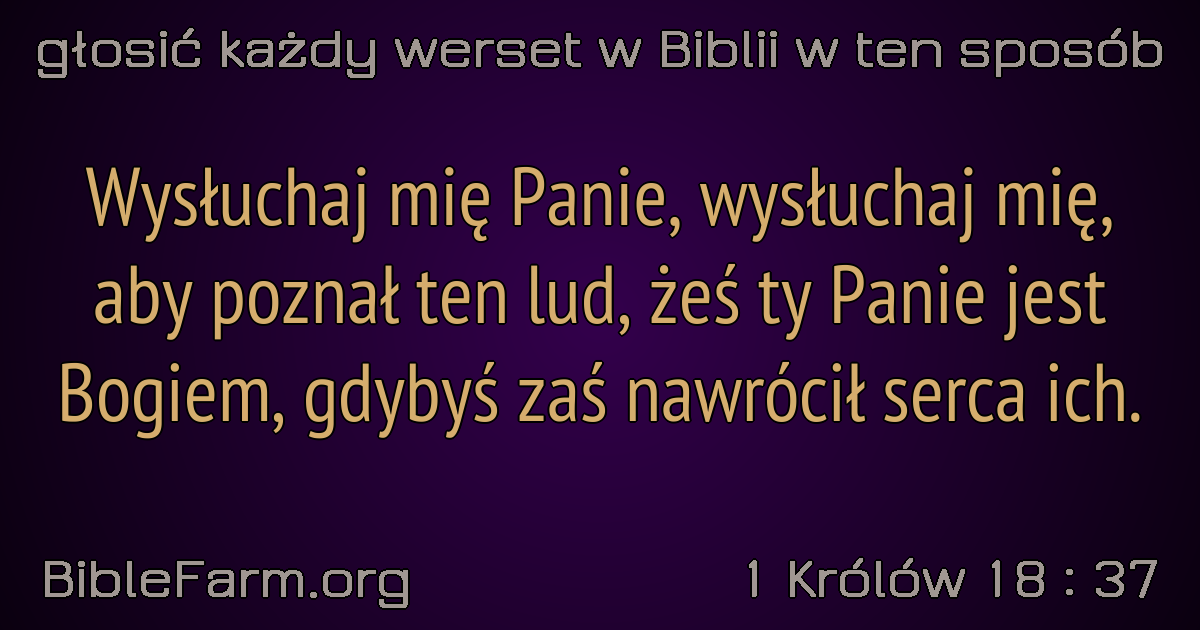 głosić każdy werset w Biblii w ten sposób
Wysłuchaj mię Panie, wysłuchaj mię,
aby poznał ten lud, żeś ty Panie jest
Bogiem, gdybyś zaś nawrócił serca ich.
BibleFarm.org
1 Królów 18 : 37